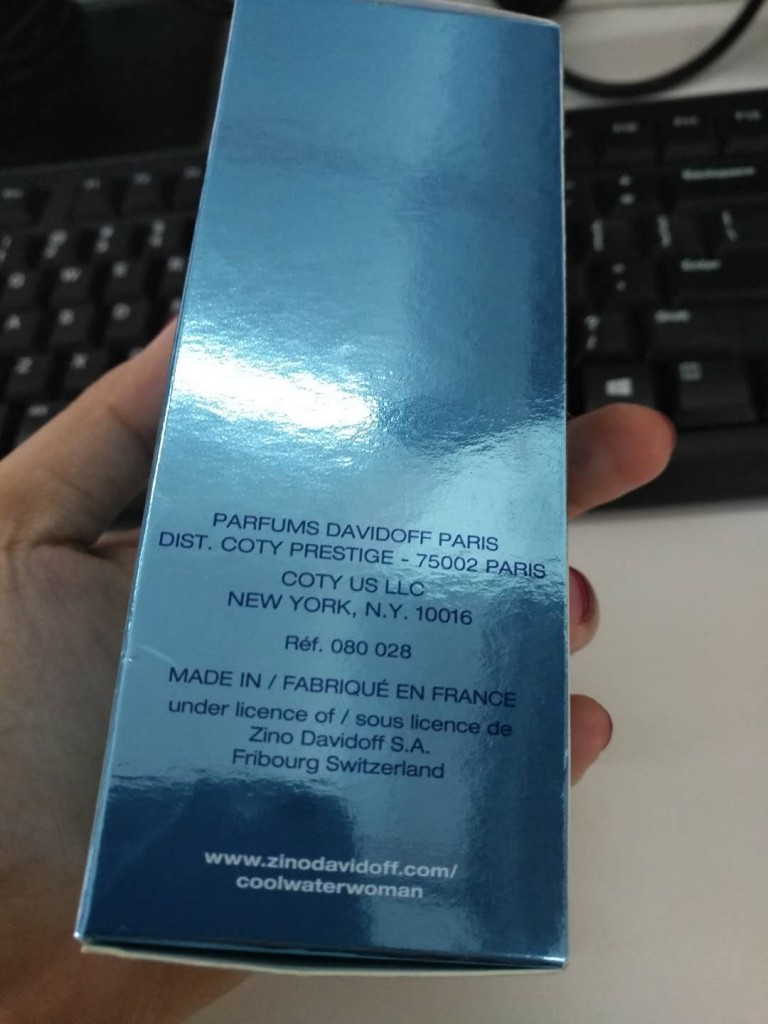 PARFUMS DAVIDOFF PARIS
DIST. COTY PRESTIGE - 75002 PARIS
COTY US LLC
NEW YORK, N.Y. 10016
Réf. 080 028
MADE IN / FABRIQUÉ EN FRANCE
under licence of / sous licence de
Zino Davidoff S.A.
Fribourg Switzerland
www.zinodavidoff.com/
coolwaterwoman